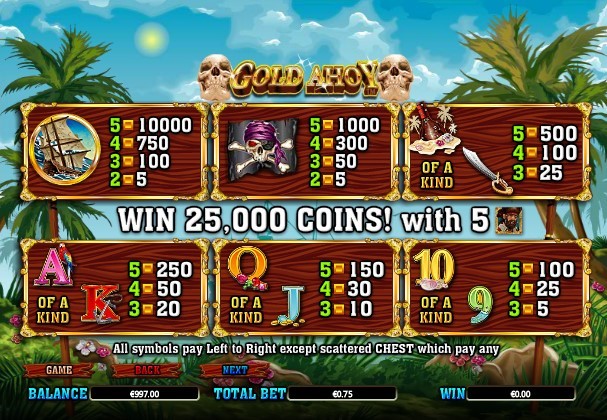 GOLD AHOY
5 = 10000
4 = 750
3 = 100
2 = 5
5 = 1000
4 = 300
3 = 50
2 = 5
OF A
KIND
5 = 500
4 = 100
3 = 25
WIN 25,000 COINS! with 5
A
K
OF A
KIND
5 = 250
4 = 50
3 = 20
Q
J
OF A
KIND
5 = 150
4 = 30
3 = 10
10
9
OF A
KIND
5 = 100
4 = 25
3 = 5
All symbols pay Left to Right except scattered CHEST which pay any
GAME BACK NEXT
BALANCE €997.00 TOTAL BET €0.75 WIN €0.00